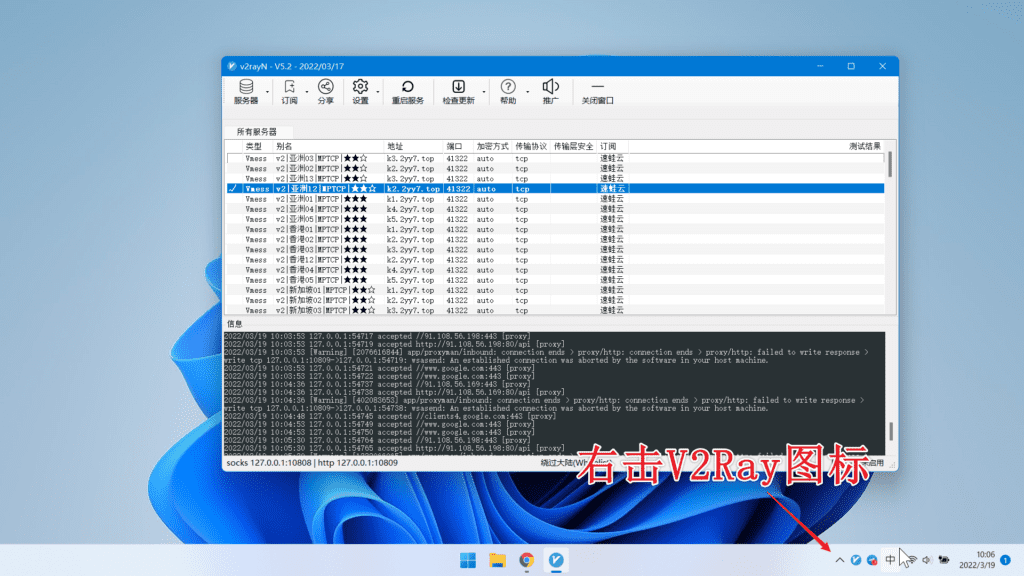 v2rayN - V5.2 - 2022/03/17
服务器 订阅 分享 设置 重启服务 检查更新 帮助 推广 关闭窗口
所有服务器
类型 别名 地址 端口 加密方式 传输协议 传输层安全 订阅 测试结果
Vmess v2|亚洲03|MPTCP|★★☆ k3.2yy7.top 41322 auto tcp 速蛙云
Vmess v2|亚洲02|MPTCP|★★☆ k2.2yy7.top 41322 auto tcp 速蛙云
Vmess v2|亚洲13|MPTCP|★★☆ k3.2yy7.top 41322 auto tcp 速蛙云
Vmess v2|亚洲12|MPTCP|★★☆ k2.2yy7.top 41322 auto tcp 速蛙云
Vmess v2|亚洲01|MPTCP|★★★ k1.2yy7.top 41322 auto tcp 速蛙云
Vmess v2|亚洲04|MPTCP|★★★ k4.2yy7.top 41322 auto tcp 速蛙云
Vmess v2|亚洲05|MPTCP|★★★ k5.2yy7.top 41322 auto tcp 速蛙云
Vmess v2|香港01|MPTCP|★★★ k1.2yy7.top 41322 auto tcp 速蛙云
Vmess v2|香港02|MPTCP|★★★ k2.2yy7.top 41322 auto tcp 速蛙云
Vmess v2|香港03|MPTCP|★★★ k3.2yy7.top 41322 auto tcp 速蛙云
Vmess v2|香港12|MPTCP|★★★ k2.2yy7.top 41322 auto tcp 速蛙云
Vmess v2|香港04|MPTCP|★★★ k4.2yy7.top 41322 auto tcp 速蛙云
Vmess v2|香港05|MPTCP|★★★ k5.2yy7.top 41322 auto tcp 速蛙云
Vmess v2|新加坡01|MPTCP|★★☆ k1.2yy7.top 41322 auto tcp 速蛙云
Vmess v2|新加坡02|MPTCP|★★☆ k2.2yy7.top 41322 auto tcp 速蛙云
Vmess v2|新加坡03|MPTCP|★★☆ k3.2yy7.top 41322 auto tcp 速蛙云
信息
2022/03/19 10:03:53 127.0.0.1:54717 accepted //91.108.56.198:443 [proxy]
2022/03/19 10:03:53 127.0.0.1:54719 accepted http://91.108.56.198:80/api [proxy]
2022/03/19 10:03:53 [Warning] [2076616844] app/proxyman/inbound: connection ends > proxy/http: connection ends > proxy/http: failed to write response >
write tcp 127.0.0.1:10809->127.0.0.1:54719: wsasend: An established connection was aborted by the software in your host machine.
2022/03/19 10:03:53 127.0.0.1:54721 accepted //www.google.com:443 [proxy]
2022/03/19 10:03:53 127.0.0.1:54722 accepted //www.google.com:443 [proxy]
2022/03/19 10:04:36 127.0.0.1:54737 accepted //91.108.56.169:443 [proxy]
2022/03/19 10:04:36 127.0.0.1:54738 accepted http://91.108.56.169:80/api [proxy]
2022/03/19 10:04:36 [Warning] [402083653] app/proxyman/inbound: connection ends > proxy/http: connection ends > proxy/http: failed to write response >
write tcp 127.0.0.1:10809->127.0.0.1:54738: wsasend: An established connection was aborted by the software in your host machine.
2022/03/19 10:04:48 127.0.0.1:54745 accepted //clients4.google.com:443 [proxy]
2022/03/19 10:04:53 127.0.0.1:54749 accepted //www.google.com:443 [proxy]
2022/03/19 10:04:53 127.0.0.1:54750 accepted //www.google.com:443 [proxy]
2022/03/19 10:05:30 127.0.0.1:54764 accepted //91.108.56.198:443 [proxy]
2022/03/19 10:05:30 127.0.0.1:54765 accepted http://91.108.56.198:80/api [proxy]
socks 127.0.0.1:10808 | http 127.0.0.1:10809 绕过大陆(Whitelist) 启用
右击V2Ray图标
中 10:06
2022/3/19 1